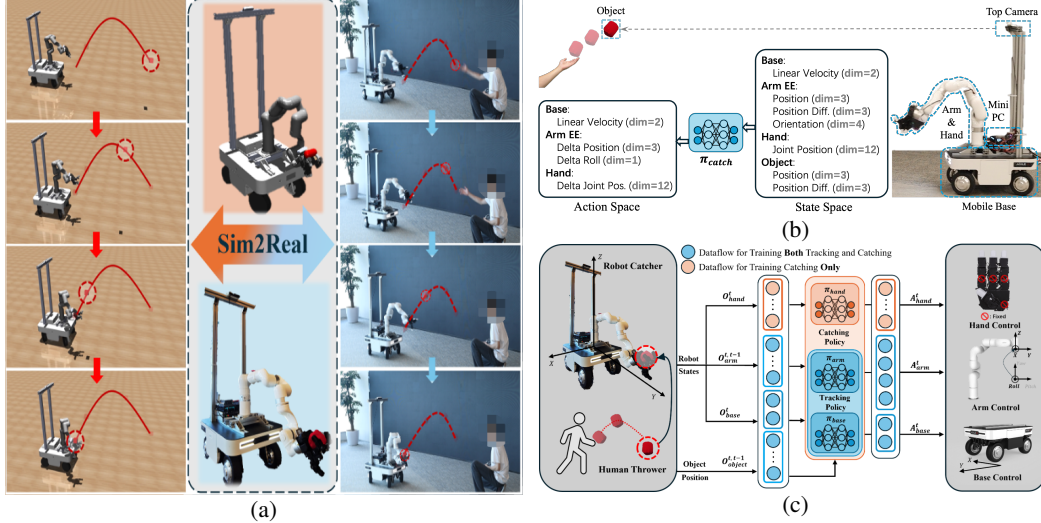 Sim2Real
(a)
Object
Top Camera
Base:
Linear Velocity (dim=2)
Arm EE:
Position (dim=3)
Position Diff. (dim=3)
Orientation (dim=4)
Hand:
Joint Position (dim=12)
Object:
Position (dim=3)
Position Diff. (dim=3)
State Space
Base:
Linear Velocity (dim=2)
Arm EE:
Delta Position (dim=3)
Delta Roll (dim=1)
Hand:
Delta Joint Pos. (dim=12)
Action Space
π_catch
Arm
&
Hand
Mini
PC
Mobile Base
(b)
Dataflow for Training Both Tracking and Catching
Dataflow for Training Catching Only
Robot Catcher
Z
X
Y
Human Thrower
Robot
States
Object
Position
O^t_hand
O^{t,t-1}_arm
O^t_base
O^{t,t-1}_object
π_hand
Catching
Policy
π_arm
Tracking
Policy
π_base
A^t_hand
A^t_arm
A^t_base
: Fixed
Hand Control
Z
X
Y
Roll
Arm Control
X
Y
Base Control
(c)